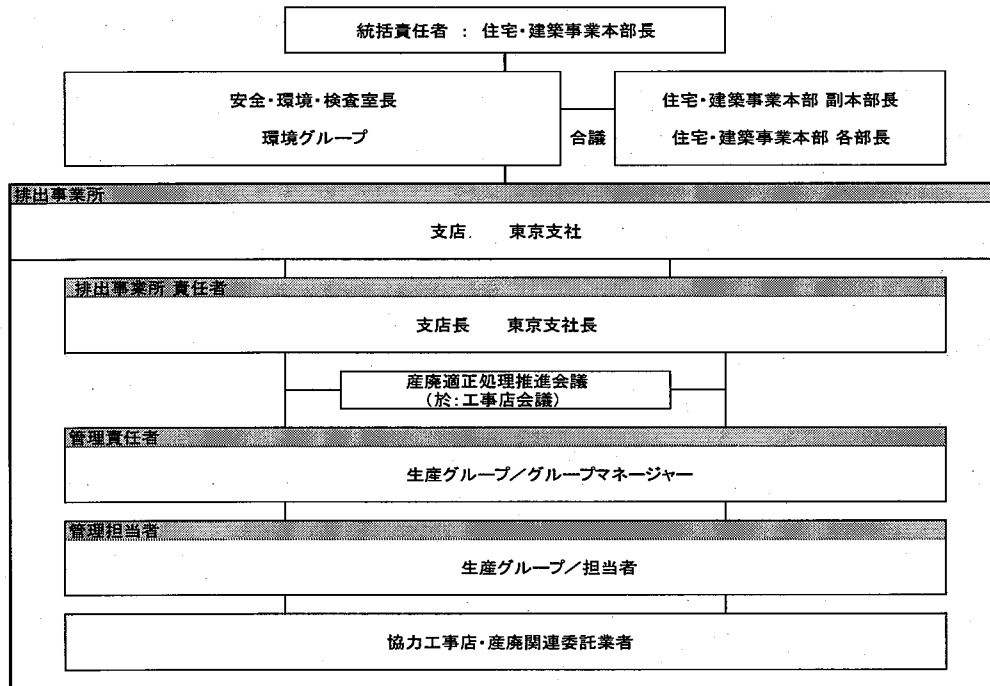 統括責任者 : 住宅・建築事業本部長
安全・環境・検査室長
環境グループ
合議
住宅・建築事業本部 副本部長
住宅・建築事業本部 各部長
排出事業所
支店. 東京支社
排出事業所 責任者
支店長 東京支社長
産廃適正処理推進会議
(於:工事店会議)
管理責任者
生産グループ/グループマネージャー
管理担当者
生産グループ/担当者
協力工事店・産廃関連委託業者